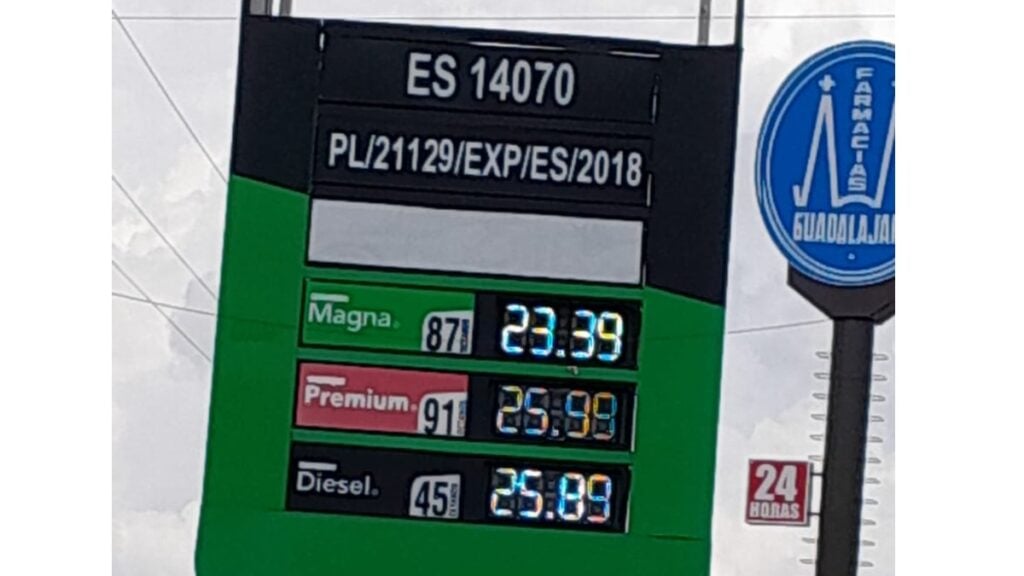 ES 14070
PL/21129/EXP/ES/2018
Magna 87 23.39
Premium 91 25.99
Diesel 45 25.89
FARMACIAS
GUADALAJA
24
HORAS